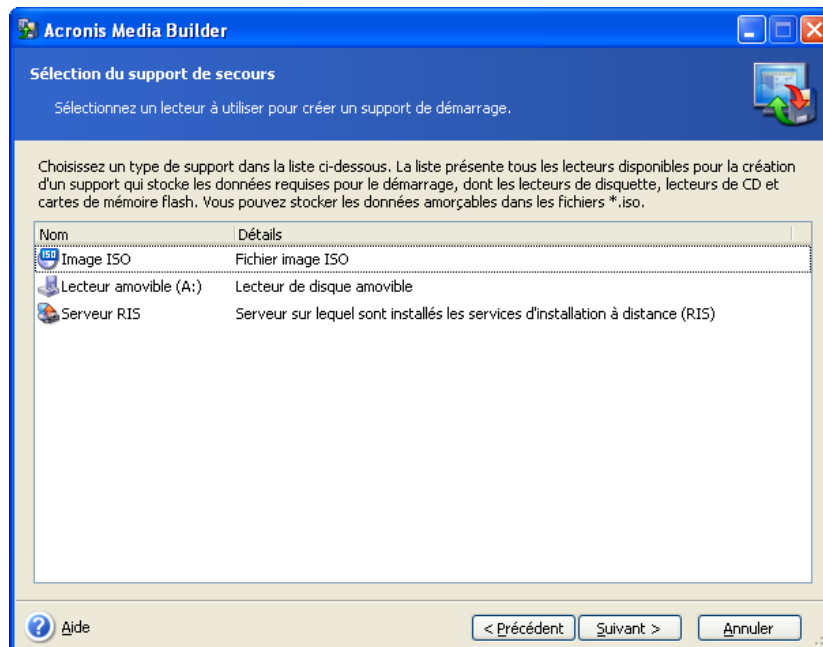 Acronis Media Builder
Sélection du support de secours
Sélectionnez un lecteur à utiliser pour créer un support de démarrage.
Choisissez un type de support dans la liste ci-dessous. La liste présente tous les lecteurs disponibles pour la création
d'un support qui stocke les données requises pour le démarrage, dont les lecteurs de disquette, lecteurs de CD et
cartes de mémoire flash. Vous pouvez stocker les données amorçables dans les fichiers *.iso.
Nom Détails
ISO Image ISO Fichier image ISO
Lecteur amovible (A:) Lecteur de disque amovible
Serveur RIS Serveur sur lequel sont installés les services d'installation à distance (RIS)
? Aide < Précédent Suivant > Annuler